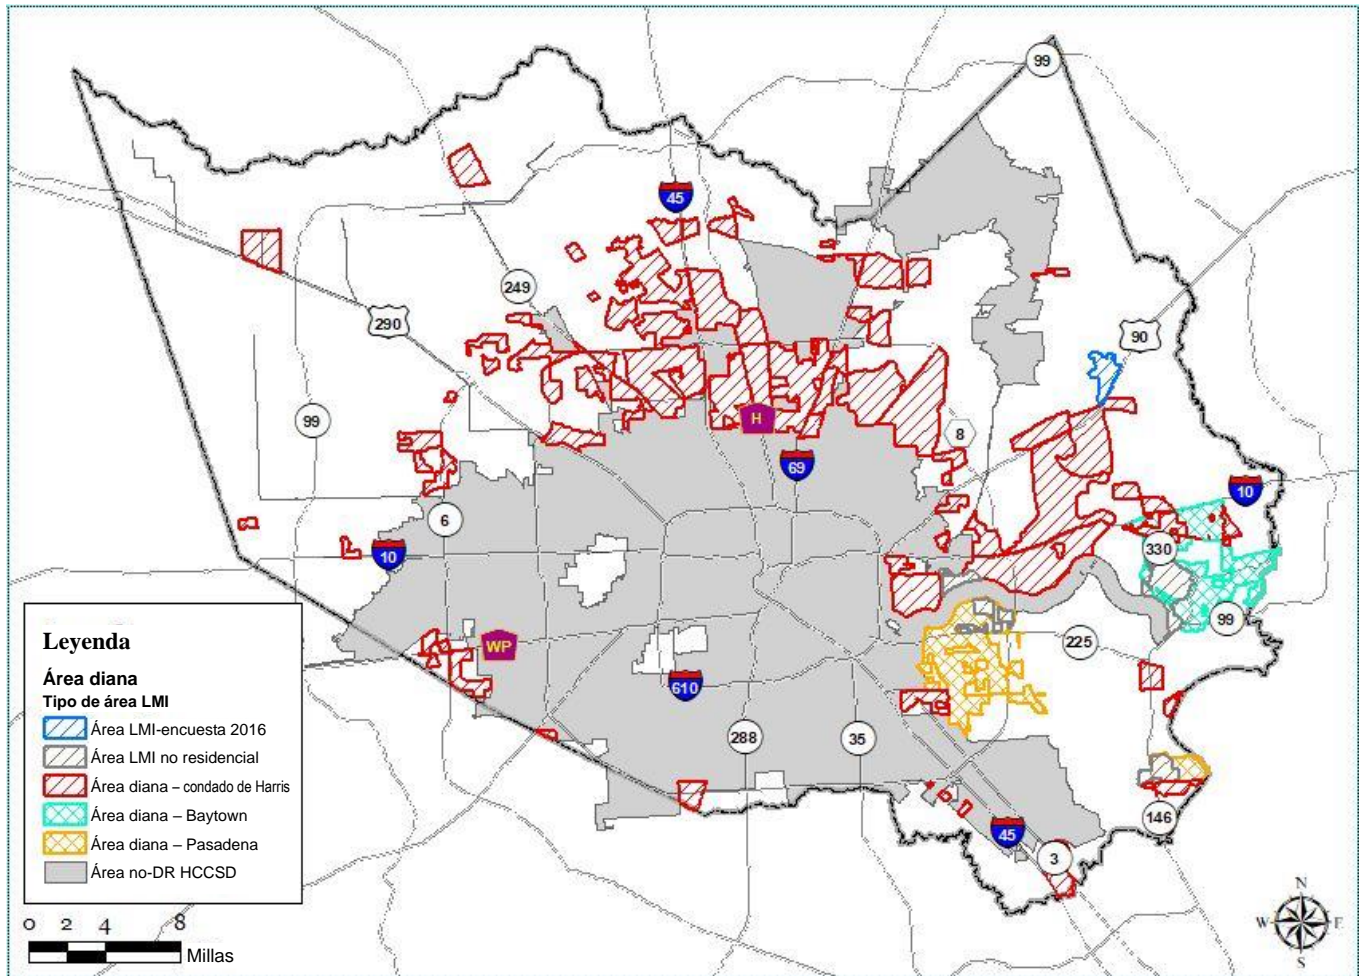 99
45
249
290
90
99
H
8
69
10
6
10
330
99
WP
225
610
288
35
146
45
3
Leyenda
Área diana
Tipo de área LMI
Área LMI-encuesta 2016
Área LMI no residencial
Área diana – condado de Harris
Área diana – Baytown
Área diana – Pasadena
Área no-DR HCCSD
0 2 4 8
Millas
N
W E
S